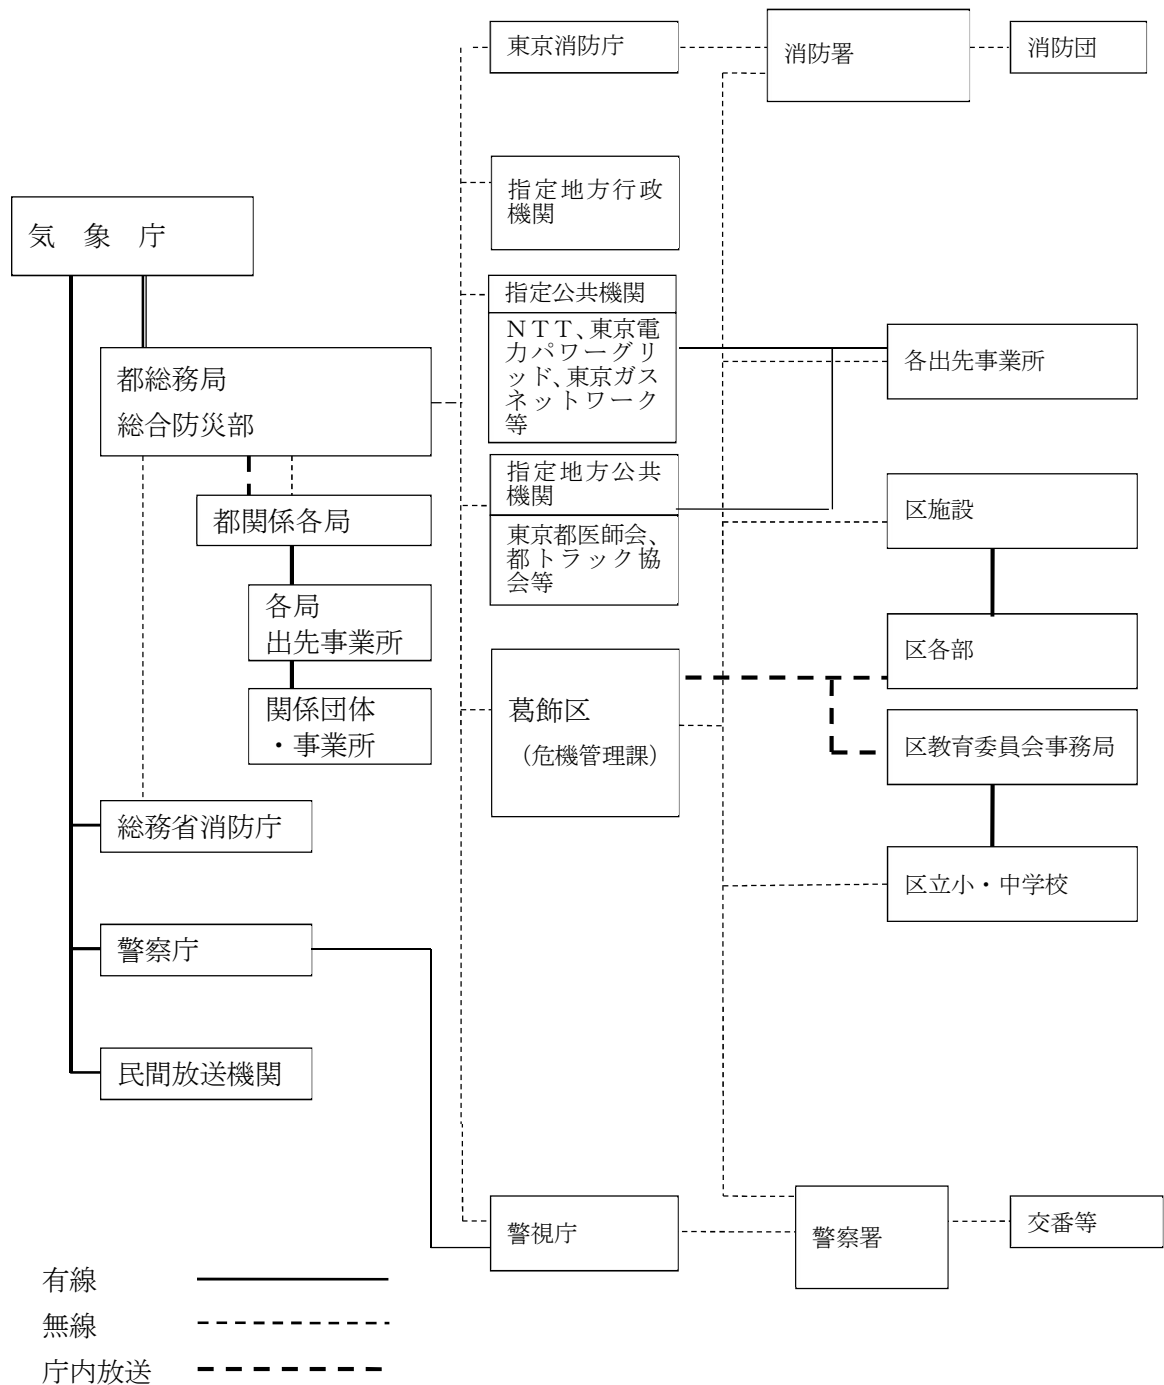 東京消防庁
消防署
消防団
指定地方行政
機関
気　象　庁
指定公共機関
ＮＴＴ、東京電
力パワーグリ
ッド、東京ガス
ネットワーク
等
各出先事業所
都総務局
総合防災部
指定地方公共
機関
東京都医師会、
都トラック協
会等
区施設
都関係各局
各局
出先事業所
関係団体
・事業所
区各部
葛飾区
（危機管理課）
区教育委員会事務局
総務省消防庁
区立小・中学校
警察庁
民間放送機関
警視庁
警察署
交番等
有線
無線
庁内放送